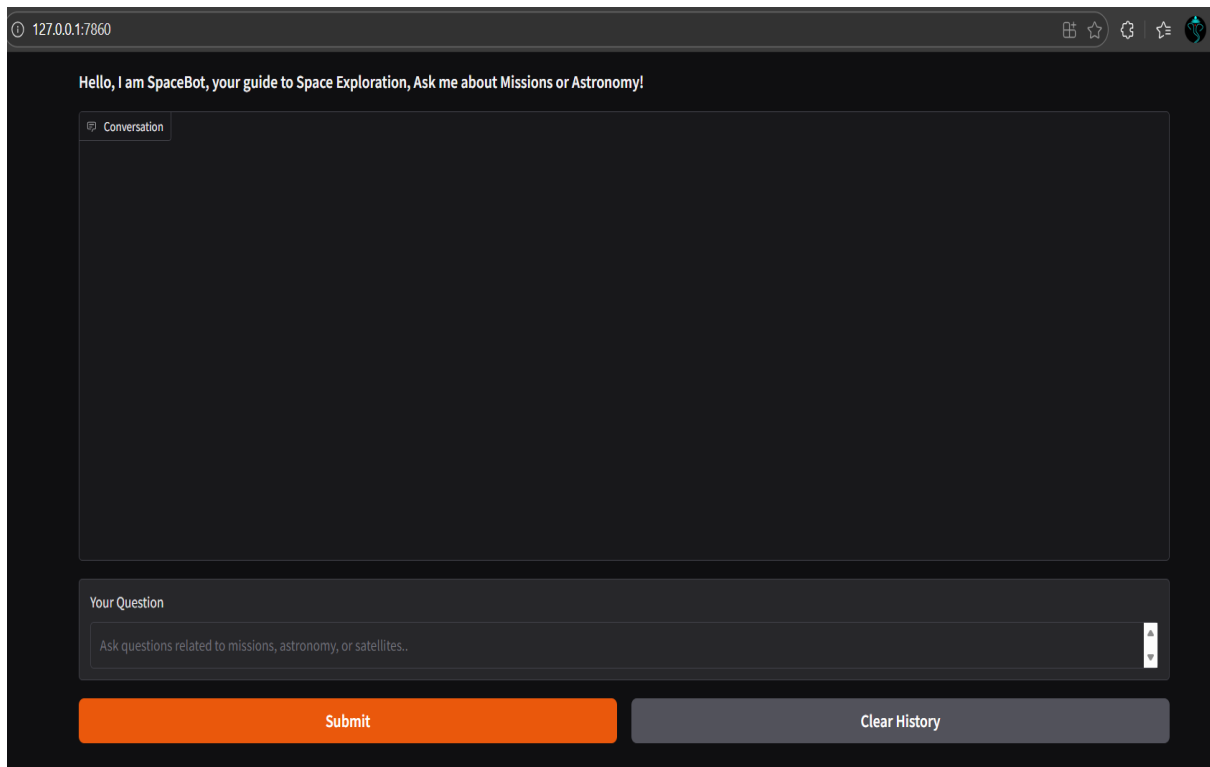 127.0.0.1:7860
Hello, I am SpaceBot, your guide to Space Exploration, Ask me about Missions or Astronomy!
Conversation
Your Question
Ask questions related to missions, astronomy, or satellites..
Submit
Clear History